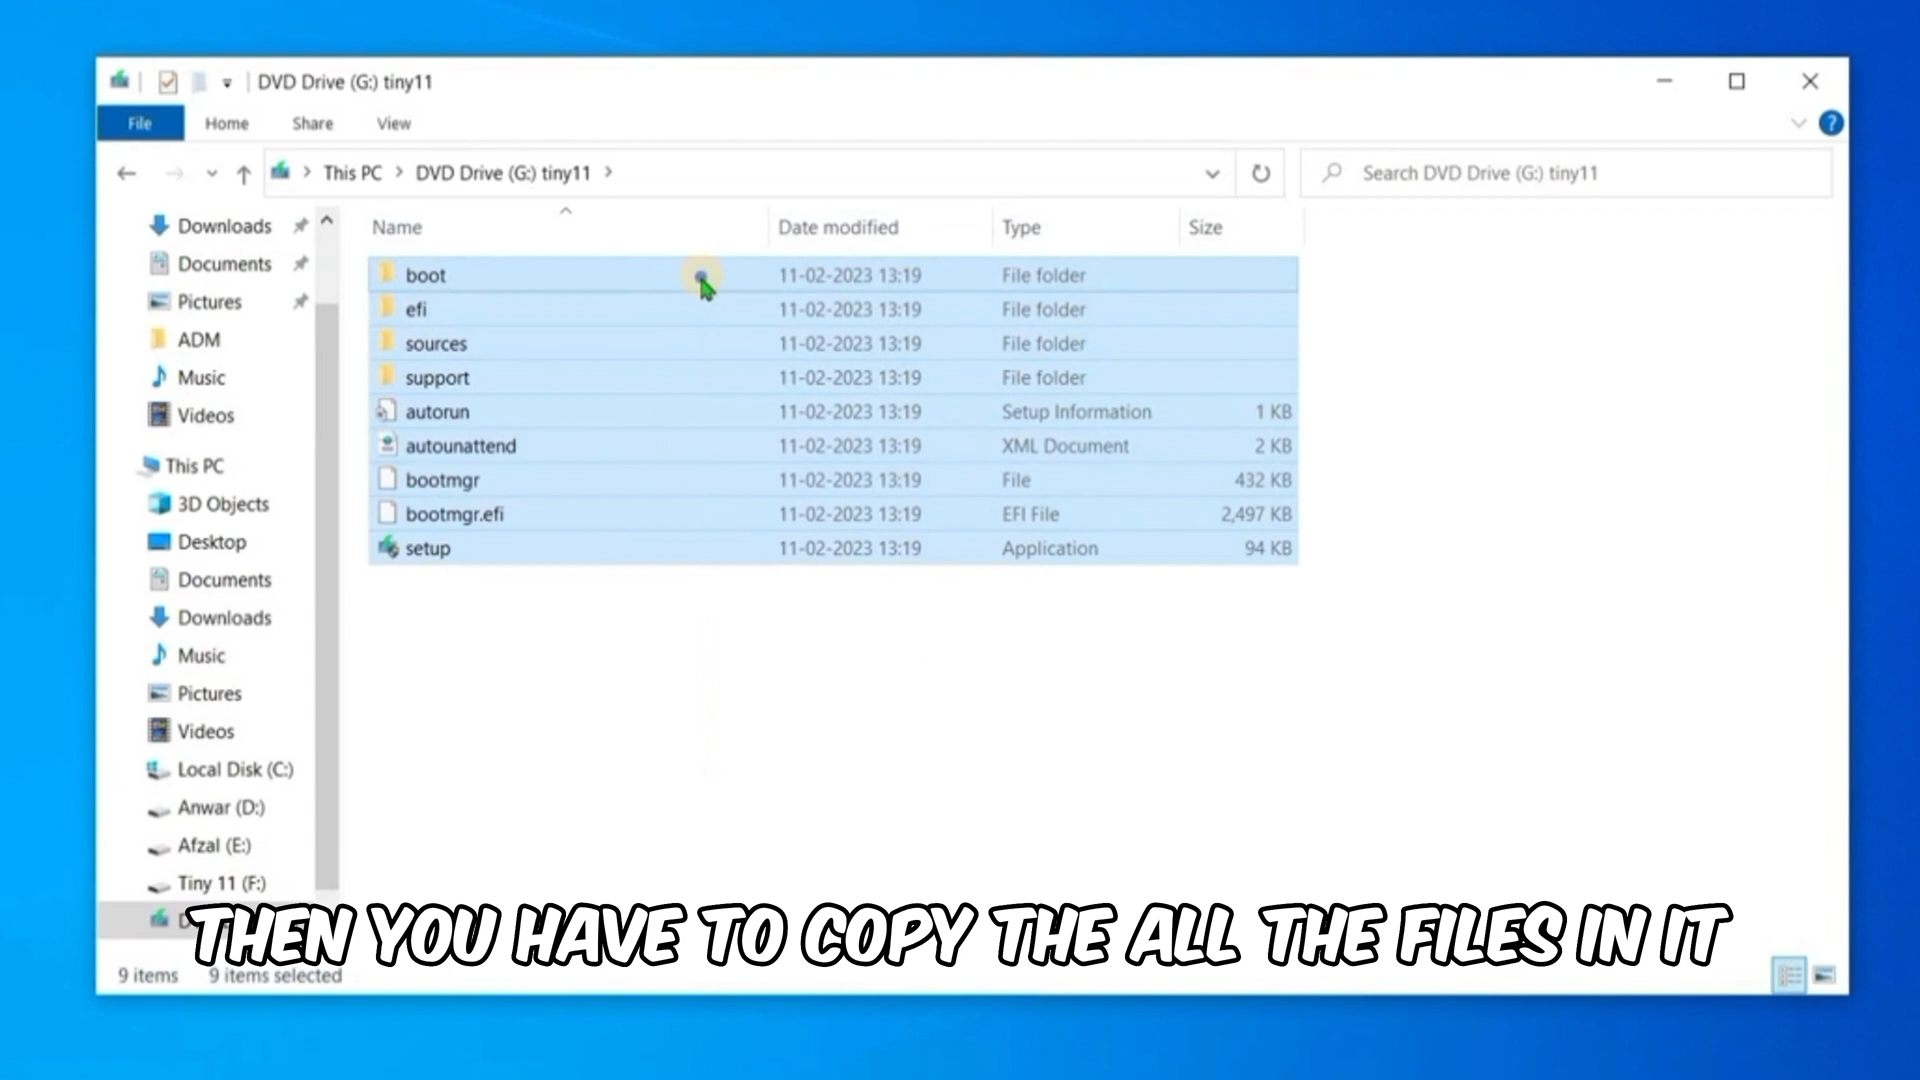 DVD Drive (G:) tiny11
File Home Share View
This PC DVD Drive (G:) tiny11
Search DVD Drive (G:) tiny11
Name Date modified Type Size
Downloads
Documents
Pictures
ADM
Music
Videos
This PC
3D Objects
Desktop
Documents
Downloads
Music
Pictures
Videos
Local Disk (C:)
Anwar (D:)
Afzal (E:)
Tiny 11 (F:)
boot 11-02-2023 13:19 File folder
efi 11-02-2023 13:19 File folder
sources 11-02-2023 13:19 File folder
support 11-02-2023 13:19 File folder
autorun 11-02-2023 13:19 Setup Information 1 KB
autounattend 11-02-2023 13:19 XML Document 2 KB
bootmgr 11-02-2023 13:19 File 432 KB
bootmgr.efi 11-02-2023 13:19 EFI File 2,497 KB
setup 11-02-2023 13:19 Application 94 KB
THEN YOU HAVE TO COPY THE ALL THE FILES IN IT
9 items 9 items selected